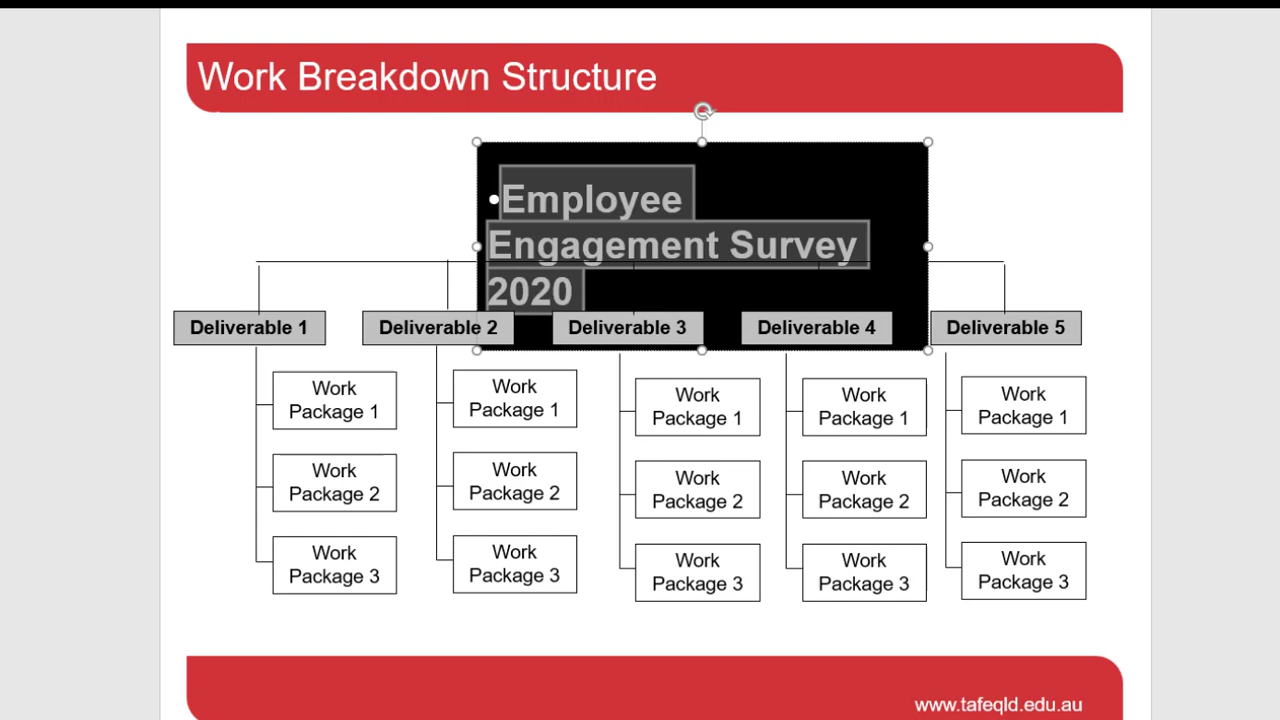 Work Breakdown Structure
• Employee
Engagement Survey
2020
Deliverable 1
Deliverable 2
Deliverable 3
Deliverable 4
Deliverable 5
Work
Package 1
Work
Package 2
Work
Package 3
Work
Package 1
Work
Package 2
Work
Package 3
Work
Package 1
Work
Package 2
Work
Package 3
Work
Package 1
Work
Package 2
Work
Package 3
Work
Package 1
Work
Package 2
Work
Package 3
www.tafeqld.edu.au